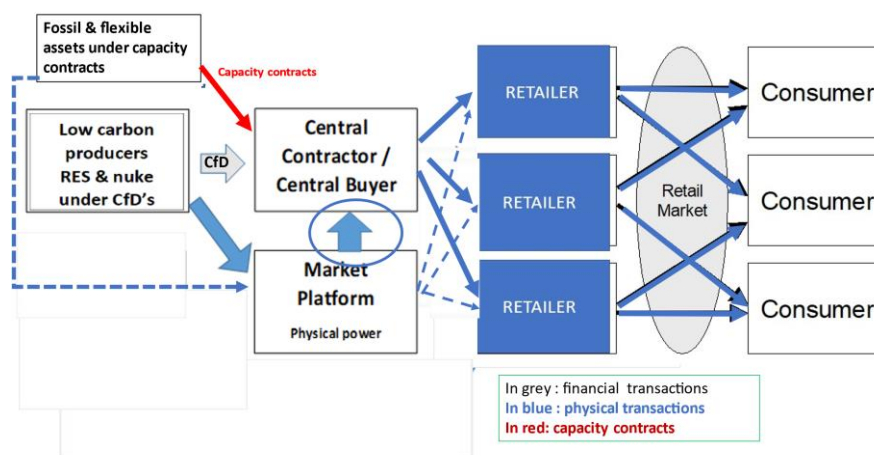 Fossil & flexible
assets under capacity
contracts
Capacity contracts
Low carbon
producers
RES & nuke
under CfD's
CfD
Central
Contractor /
Central Buyer
Market
Platform
Physical power
RETAILER
RETAILER
RETAILER
Retail
Market
Consumer
Consumer
Consumer
In grey : financial transactions
In blue : physical transactions
In red: capacity contracts